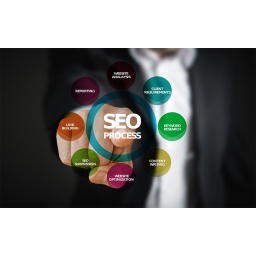 SEO
PROCESS
WEBSITE
ANALYSIS
CLIENT
REQUIREMENTS
KEYWORD
RESEARCH
CONTENT
WRITING
WEBSITE
OPTIMIZATION
SEO
SUBMISSION
LINK
BUILDING
REPORTING